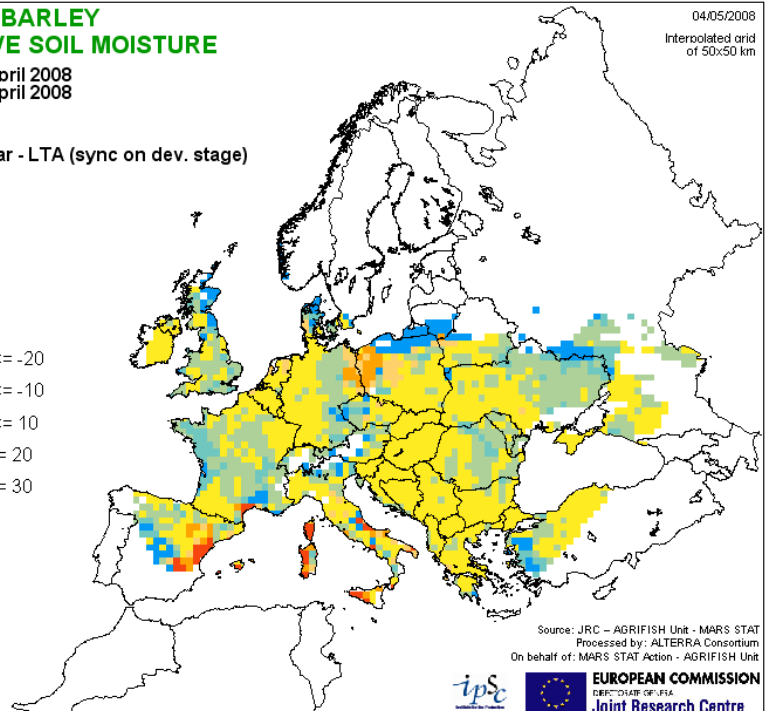 BARLEY
VE SOIL MOISTURE
pril 2008
pril 2008
ar - LTA (sync on dev. stage)
04/05/2008
Interpolated grid
of 50x50 km
= -20
= -10
= 10
= 20
= 30
Source: JRC – AGRIFISH Unit - MARS STAT
Processed by: ALTERRA Consortium
On behalf of: MARS STAT Action - AGRIFISH Unit
ipsc
EUROPEAN COMMISSION
DIRECTORATE GENERAL
Joint Research Centre